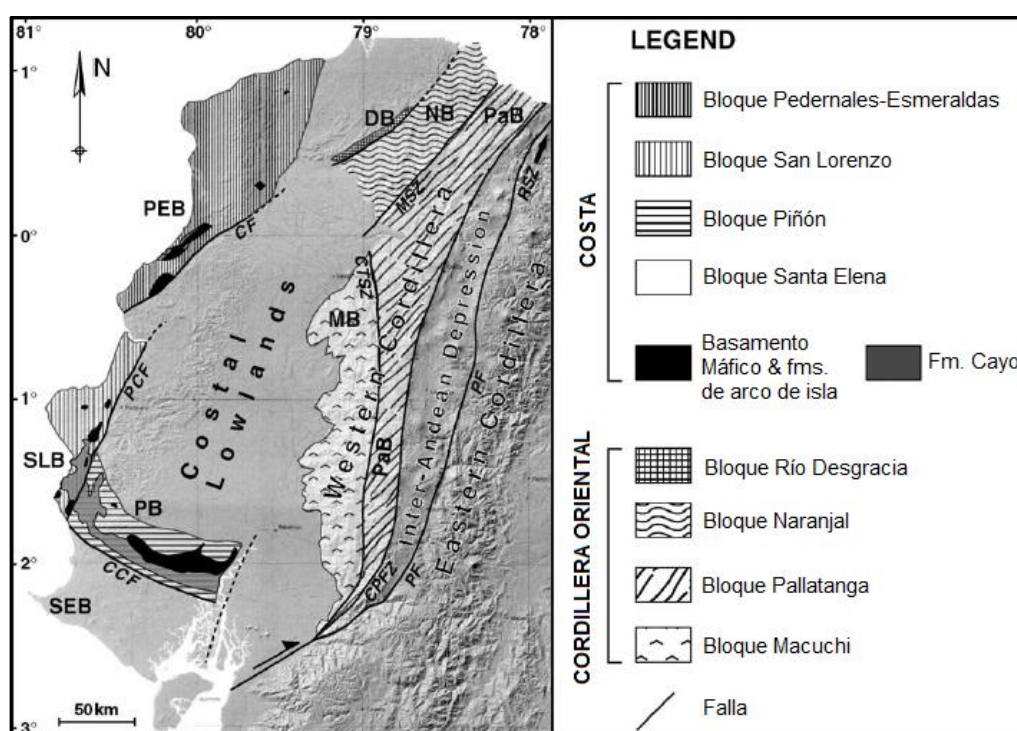 81° 80° 79° 78°
1°
0°
1°
2°
3°
N
DB
NB
PaB
MSZ
RSZ
PEB
CF
CTSZ
MB
Costal
Lowlands
Western Cordillera
PaB
Inter-Andean Depression
PF
Eastern Cordillera
PCF
SLB
PB
CCF
SEB
CPFZ
PF
50 km
LEGEND
COSTA
Bloque Pedernales-Esmeraldas
Bloque San Lorenzo
Bloque Piñón
Bloque Santa Elena
Basamento
Máfico & fms.
de arco de isla
Fm. Cayo
CORDILLERA ORIENTAL
Bloque Río Desgracia
Bloque Naranjal
Bloque Pallatanga
Bloque Macuchi
Falla